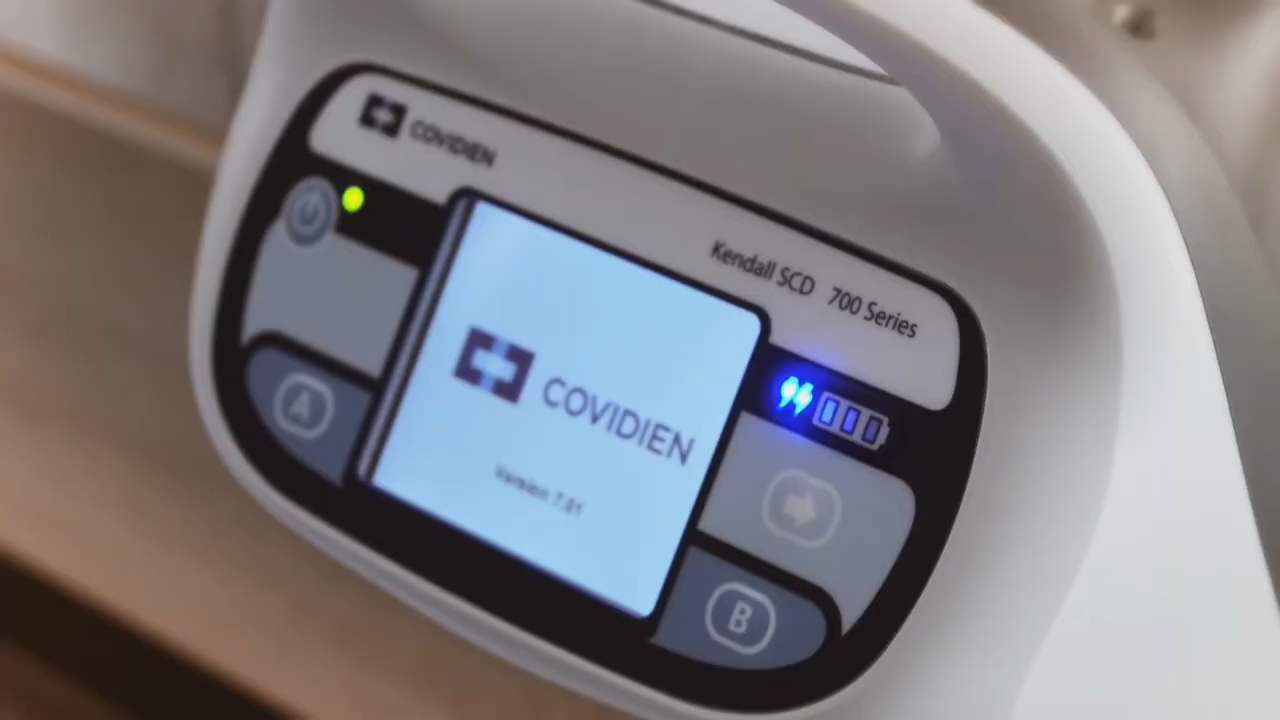 COVIDIEN
Kendall SCD 700 Series
COVIDIEN
Version 7.01
A
B